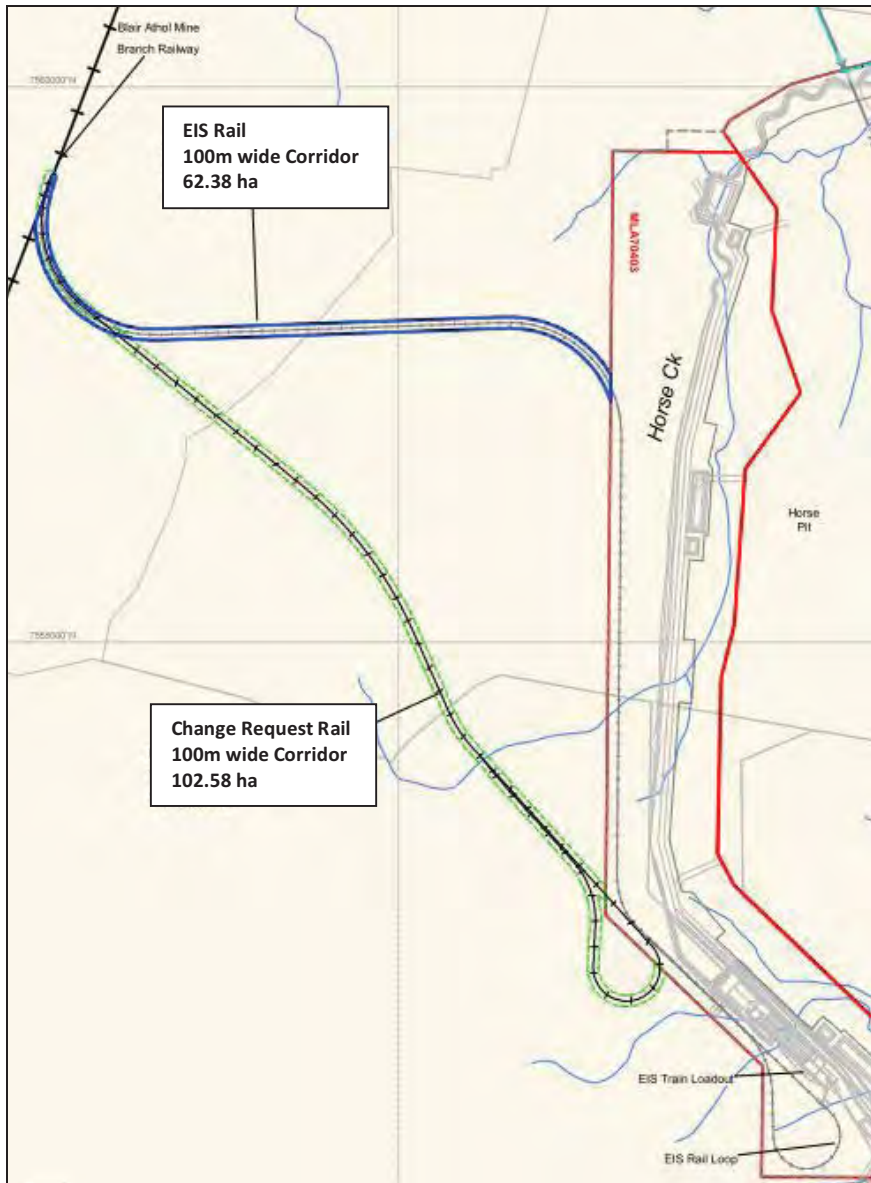 Blair Athol Mine
Branch Railway
7560000°N
EIS Rail
100m wide Corridor
62.38 ha
MLA70403
Horse Ck
Horse
Pit
Change Request Rail
100m wide Corridor
102.58 ha
EIS Train Loadout
EIS Rail Loop